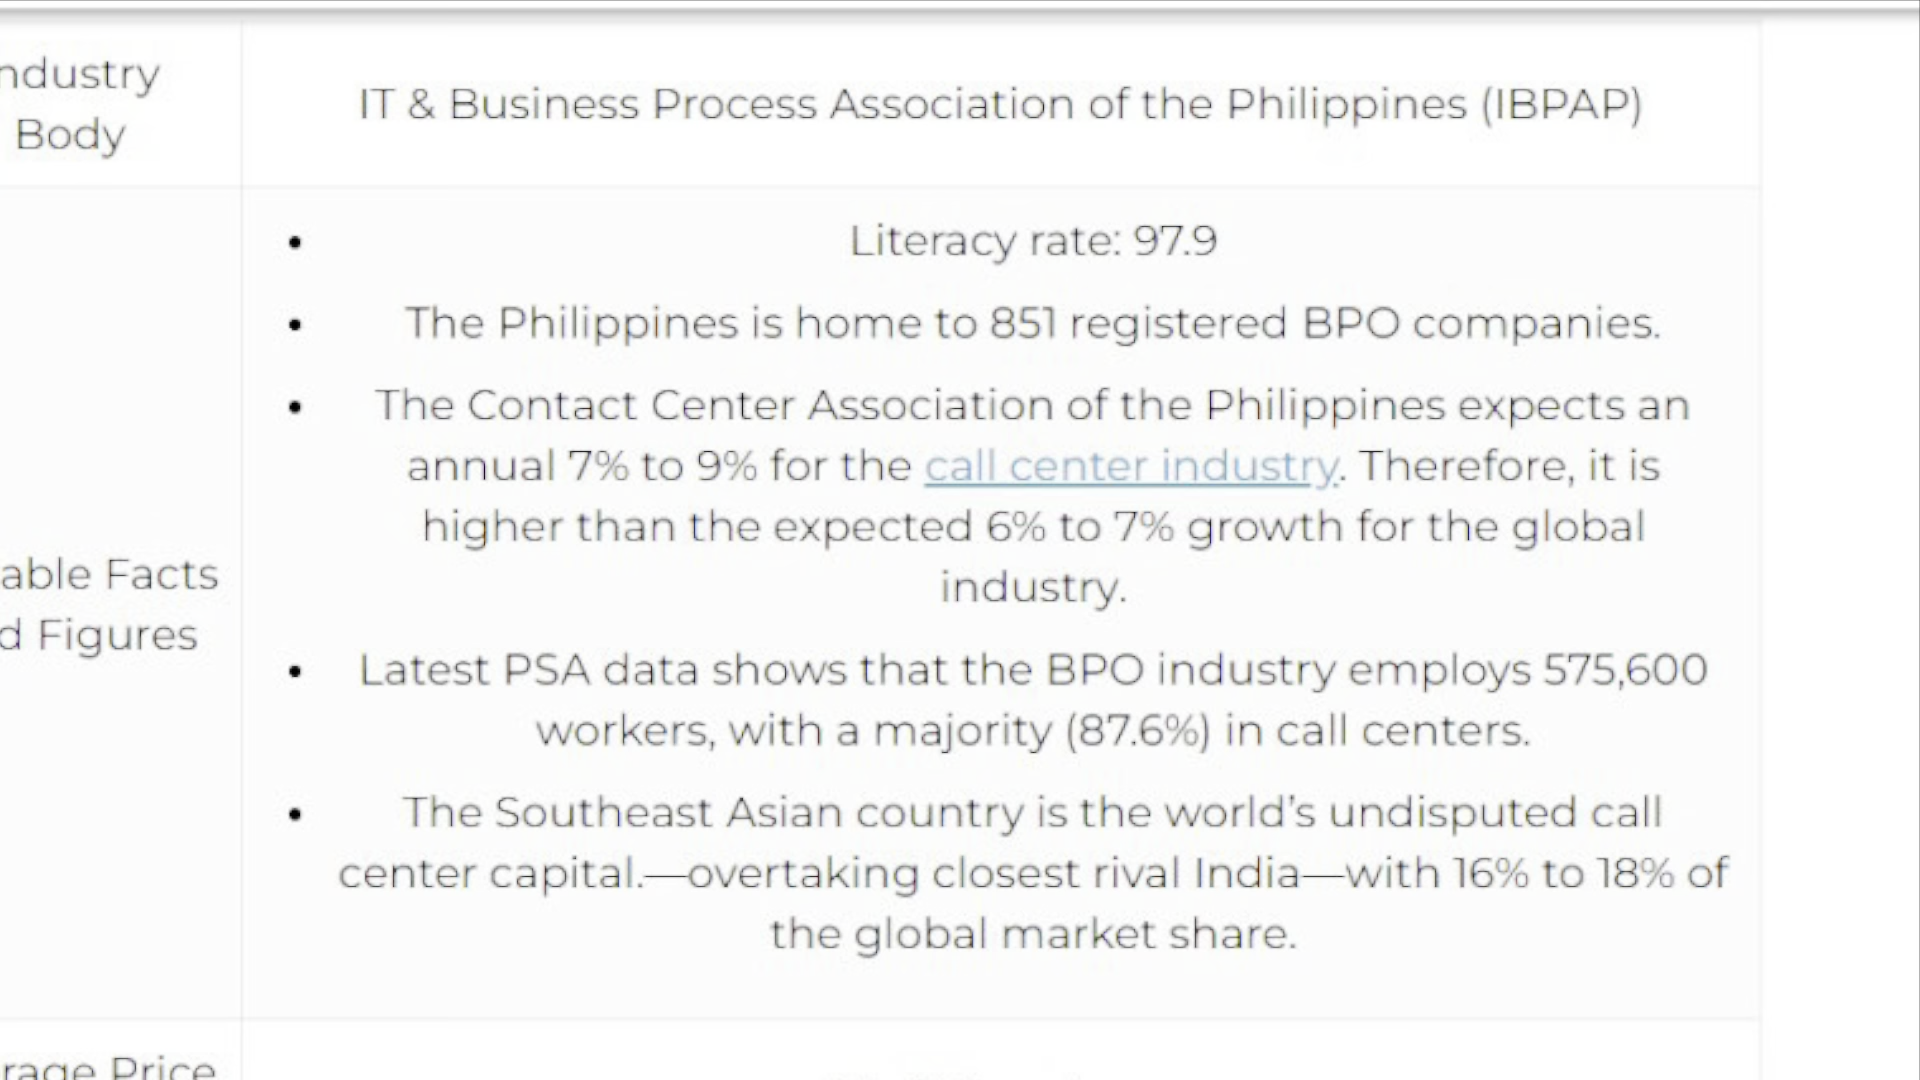 ndustry
Body
IT & Business Process Association of the Philippines (IBPAP)
able Facts
d Figures
• Literacy rate: 97.9
• The Philippines is home to 851 registered BPO companies.
• The Contact Center Association of the Philippines expects an
annual 7% to 9% for the call center industry. Therefore, it is
higher than the expected 6% to 7% growth for the global
industry.
• Latest PSA data shows that the BPO industry employs 575,600
workers, with a majority (87.6%) in call centers.
• The Southeast Asian country is the world’s undisputed call
center capital.—overtaking closest rival India—with 16% to 18% of
the global market share.
rage Price